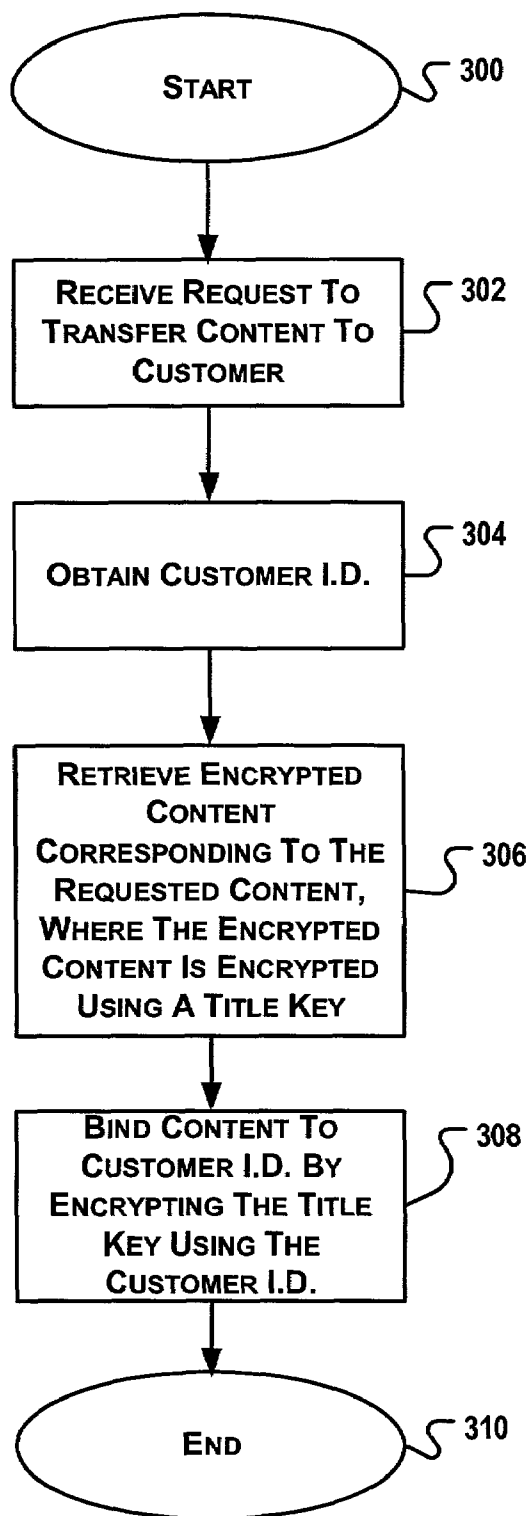 START
300
RECEIVE REQUEST TO
TRANSFER CONTENT TO
CUSTOMER
302
OBTAIN CUSTOMER I.D.
304
RETRIEVE ENCRYPTED
CONTENT
CORRESPONDING TO THE
REQUESTED CONTENT,
WHERE THE ENCRYPTED
CONTENT IS ENCRYPTED
USING A TITLE KEY
306
BIND CONTENT TO
CUSTOMER I.D. BY
ENCRYPTING THE TITLE
KEY USING THE
CUSTOMER I.D.
308
END
310